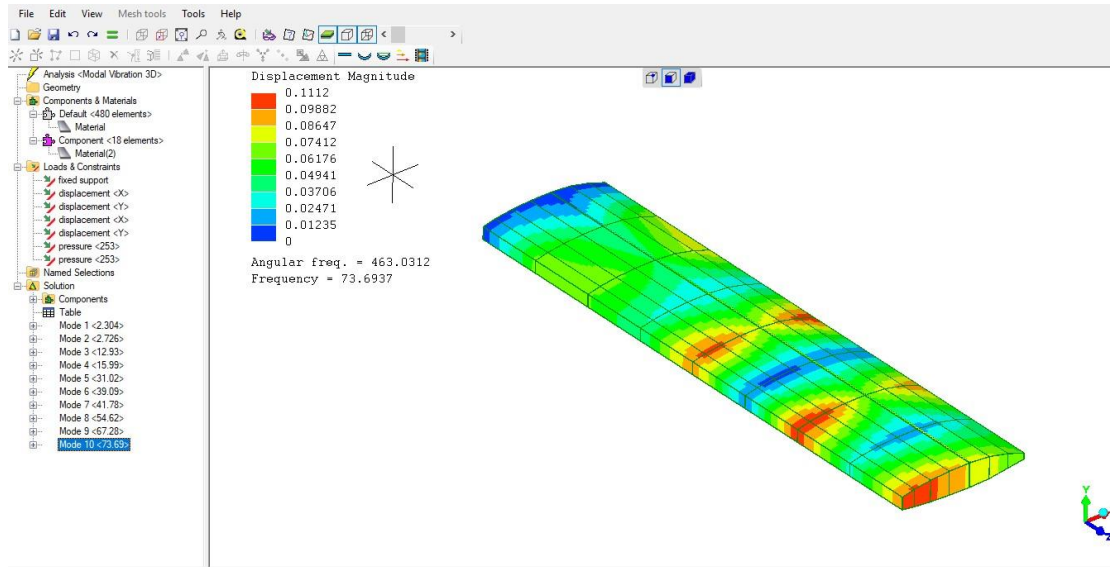 File Edit View Mesh tools Tools Help
Analysis <Modal Vibration 3D>
Geometry
Components & Materials
Default <480 elements>
Material
Component <18 elements>
Material(2)
Loads & Constraints
fixed support
displacement <X>
displacement <Y>
displacement <X>
displacement <Y>
pressure <253>
pressure <253>
Named Selections
Solution
Components
Table
Mode 1 <2.304>
Mode 2 <2.726>
Mode 3 <12.93>
Mode 4 <15.99>
Mode 5 <31.02>
Mode 6 <39.09>
Mode 7 <41.78>
Mode 8 <54.62>
Mode 9 <67.28>
Mode 10 <73.69>
Displacement Magnitude
0.1112
0.09882
0.08647
0.07412
0.06176
0.04941
0.03706
0.02471
0.01235
0
Angular freq. = 463.0312
Frequency = 73.6937
Y
Z